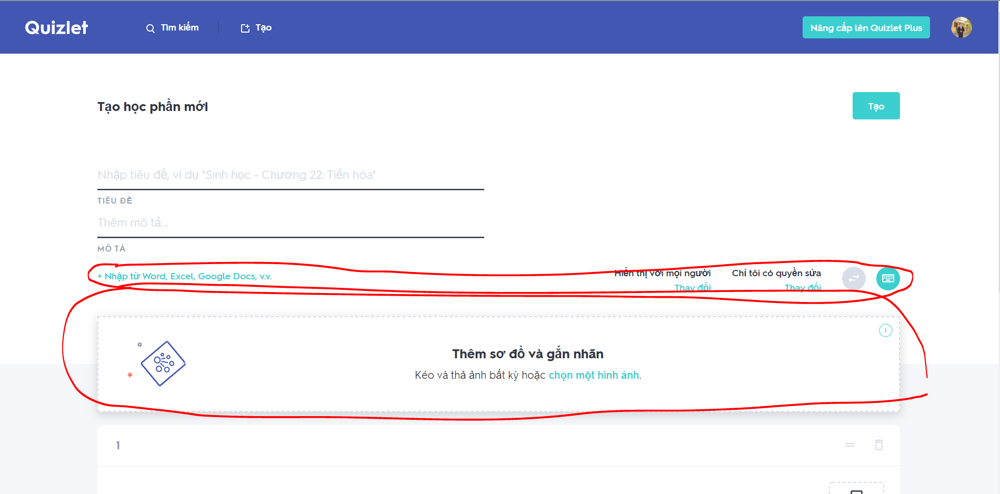 Quizlet
Tìm kiếm
Tạo
Nâng cấp lên Quizlet Plus
Tạo học phần mới
Tạo
Nhập tiêu đề, ví dụ "Sinh học - Chương 22: Tiến hóa"
TIÊU ĐỀ
Thêm mô tả...
MÔ TẢ
+ Nhập từ Word, Excel, Google Docs, v.v.
Hiển thị với mọi người
Thay đổi
Chỉ tôi có quyền sửa
Thay đổi
Thêm sơ đồ và gắn nhãn
Kéo và thả ảnh bất kỳ hoặc chọn một hình ảnh.
1